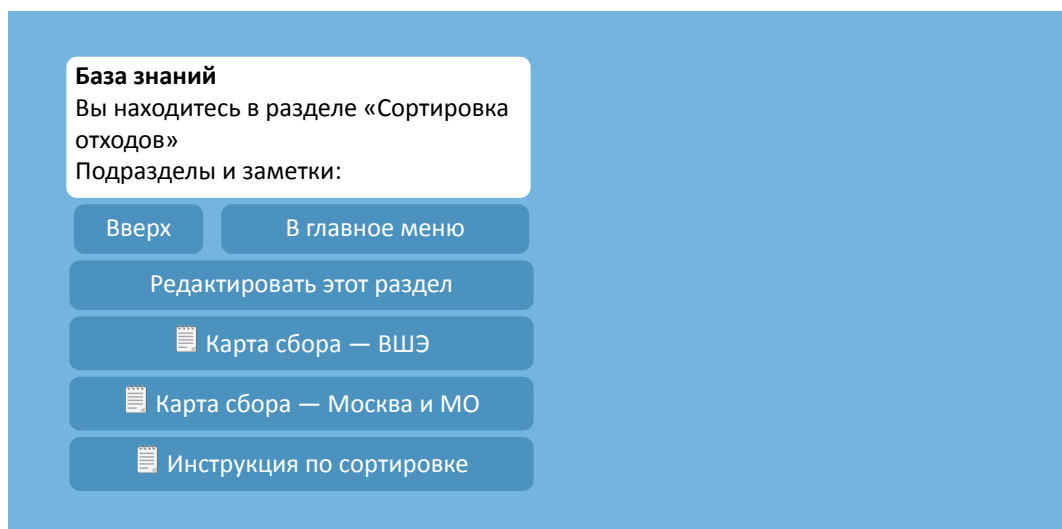 База знаний
Вы находитесь в разделе «Сортировка
отходов»
Подразделы и заметки:
Вверх
В главное меню
Редактировать этот раздел
Карта сбора — ВШЭ
Карта сбора — Москва и МО
Инструкция по сортировке